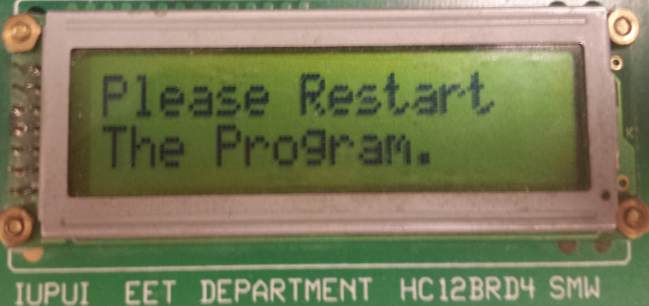 Please Restart
The Program.
IUPUI EET DEPARTMENT HC12BRD4 SMW